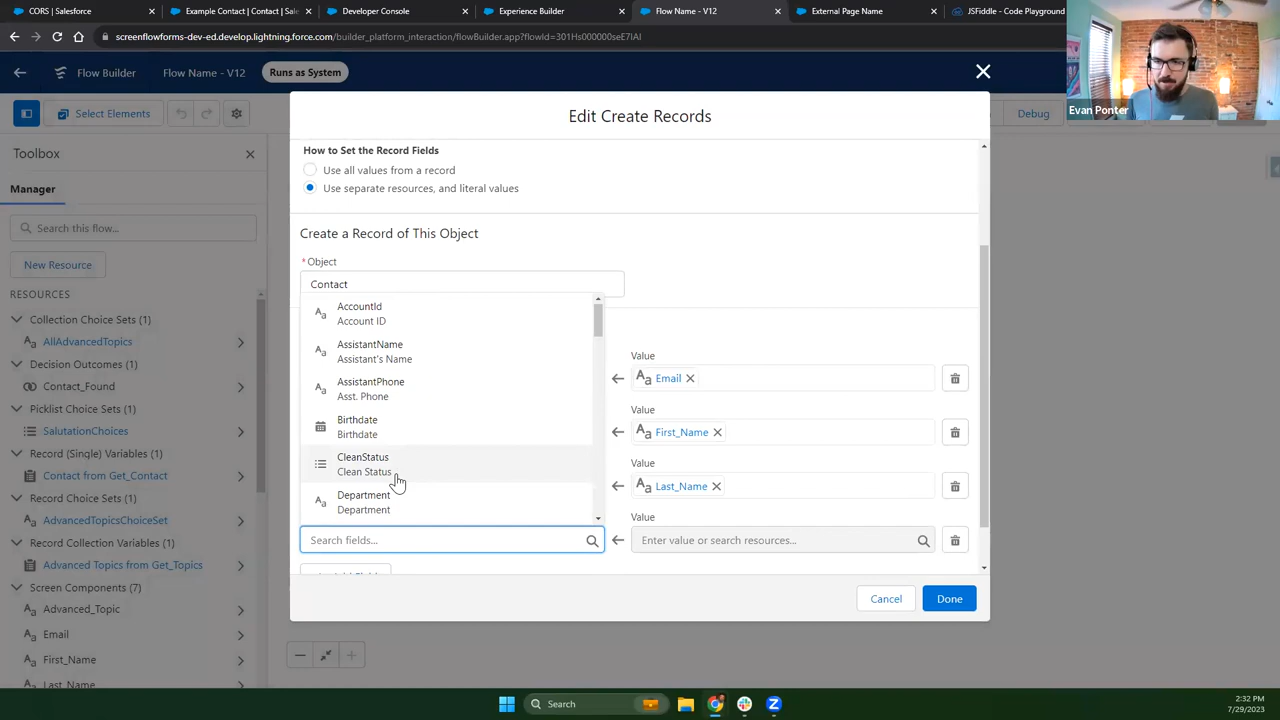 CORS | Salesforce
Example Contact | Contact | Sal
Developer Console
Experience Builder
Flow Name - V12
External Page Name
JSFiddle - Code Playground
screenflowforms-dev-ed.develop.lightning.force.com/builder_platform_interaction/flowBuilder.app?flowId=301Hs000000seE7IAI
Flow Builder
Flow Name - V12
Runs as System
Evan Ponter
Select Elements
Debug
Edit Create Records
Toolbox
Manager
Search this flow...
New Resource
RESOURCES
Collection Choice Sets (1)
AllAdvancedTopics
Decision Outcomes (1)
Contact_Found
Picklist Choice Sets (1)
SalutationChoices
Record (Single) Variables (1)
Contact from Get_Contact
Record Choice Sets (1)
AdvancedTopicsChoiceSet
Record Collection Variables (1)
Advanced Topics from Get_Topics
Screen Components (7)
Advanced_Topic
Email
First_Name
Last_Name
How to Set the Record Fields
Use all values from a record
Use separate resources, and literal values
Create a Record of This Object
* Object
Contact
AccountId
Account ID
AssistantName
Assistant's Name
AssistantPhone
Asst. Phone
Birthdate
Birthdate
CleanStatus
Clean Status
Department
Department
Search fields...
Value
Email
Value
First_Name
Value
Last_Name
Value
Enter value or search resources...
Cancel
Done
Search
2:32 PM
7/29/2023